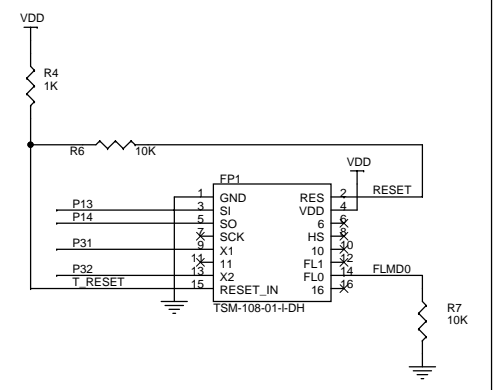 VDD
R4
1K
R6 10K
VDD
FP1
1 GND RES 2 RESET
P13 3 SI VDD 4
P14 5 SO 6 6
7 SCK HS 8
P31 9 X1 10 10
11 11 FL1 12
P32 13 X2 FL0 14 FLMD0
T_RESET 15 RESET_IN 16 16
TSM-108-01-I-DH
R7
10K